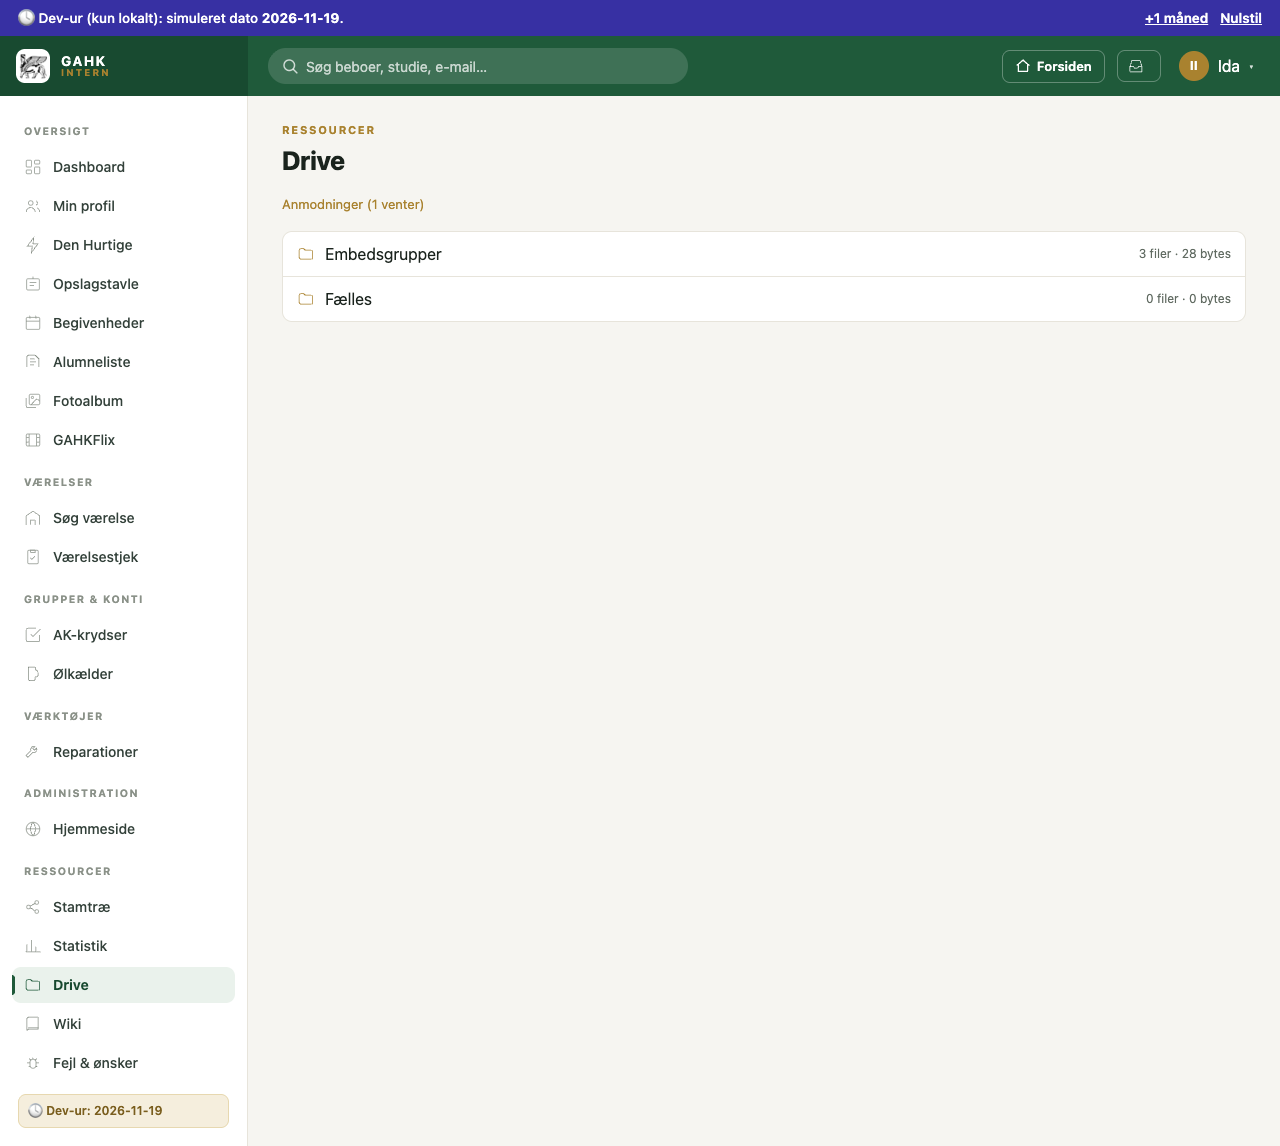 Dev-ur (kun lokalt): simuleret dato 2026-11-19.
+1 måned
Nulstil
GAHK
INTERN
Søg beboer, studie, e-mail...
Forsiden
II
Ida
OVERSIGT
Dashboard
Min profil
Den Hurtige
Opslagstavle
Begivenheder
Alumneliste
Fotoalbum
GAHKFlix
VÆRELSER
Søg værelse
Værelsestjek
GRUPPER & KONTI
AK-krydser
Ølkælder
VÆRKTØJER
Reparationer
ADMINISTRATION
Hjemmeside
RESSOURCER
Stamtræ
Statistik
Drive
Wiki
Fejl & ønsker
Dev-ur: 2026-11-19
RESSOURCER
Drive
Anmodninger (1 venter)
Embedsgrupper
3 filer · 28 bytes
Fælles
0 filer · 0 bytes